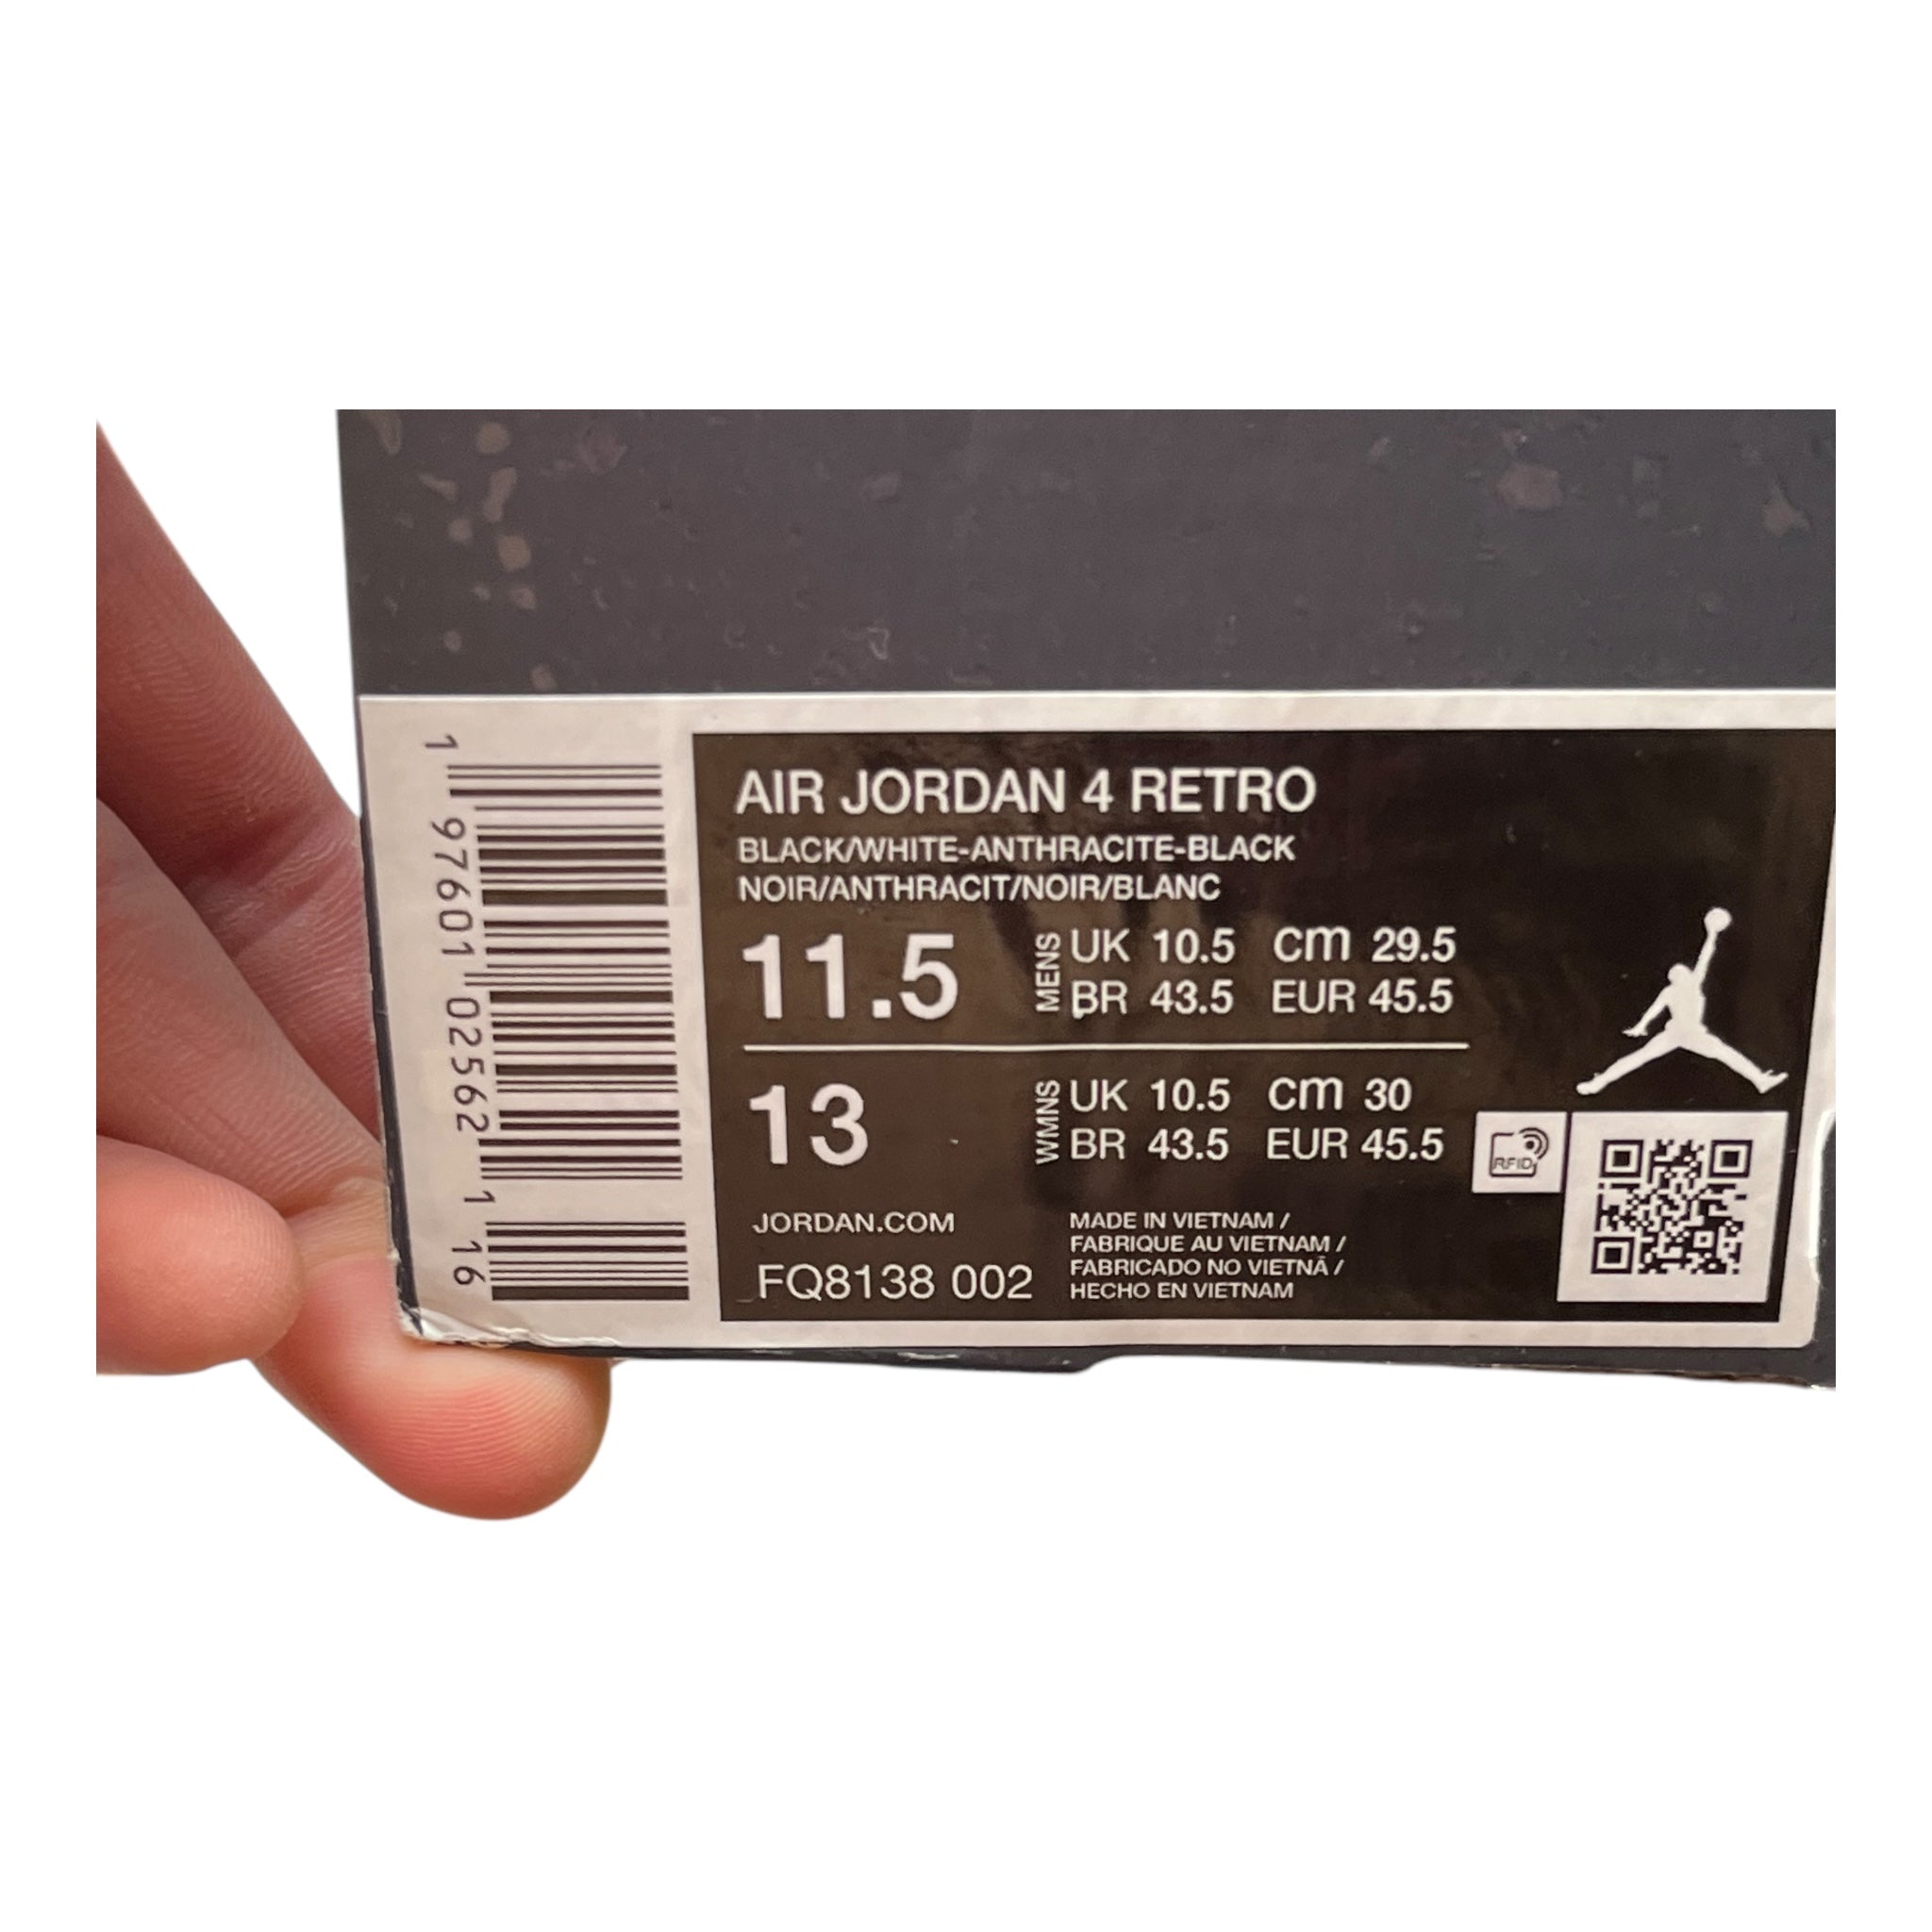 1 97601 02562 1 16
AIR JORDAN 4 RETRO
BLACK/WHITE-ANTHRACITE-BLACK
NOIR/ANTHRACIT/NOIR/BLANC
11.5 MENS UK 10.5 cm 29.5
BR 43.5 EUR 45.5
13 WMNS UK 10.5 cm 30
BR 43.5 EUR 45.5
RFID
JORDAN.COM
FQ8138 002
MADE IN VIETNAM /
FABRIQUE AU VIETNAM /
FABRICADO NO VIETNÃ /
HECHO EN VIETNAM